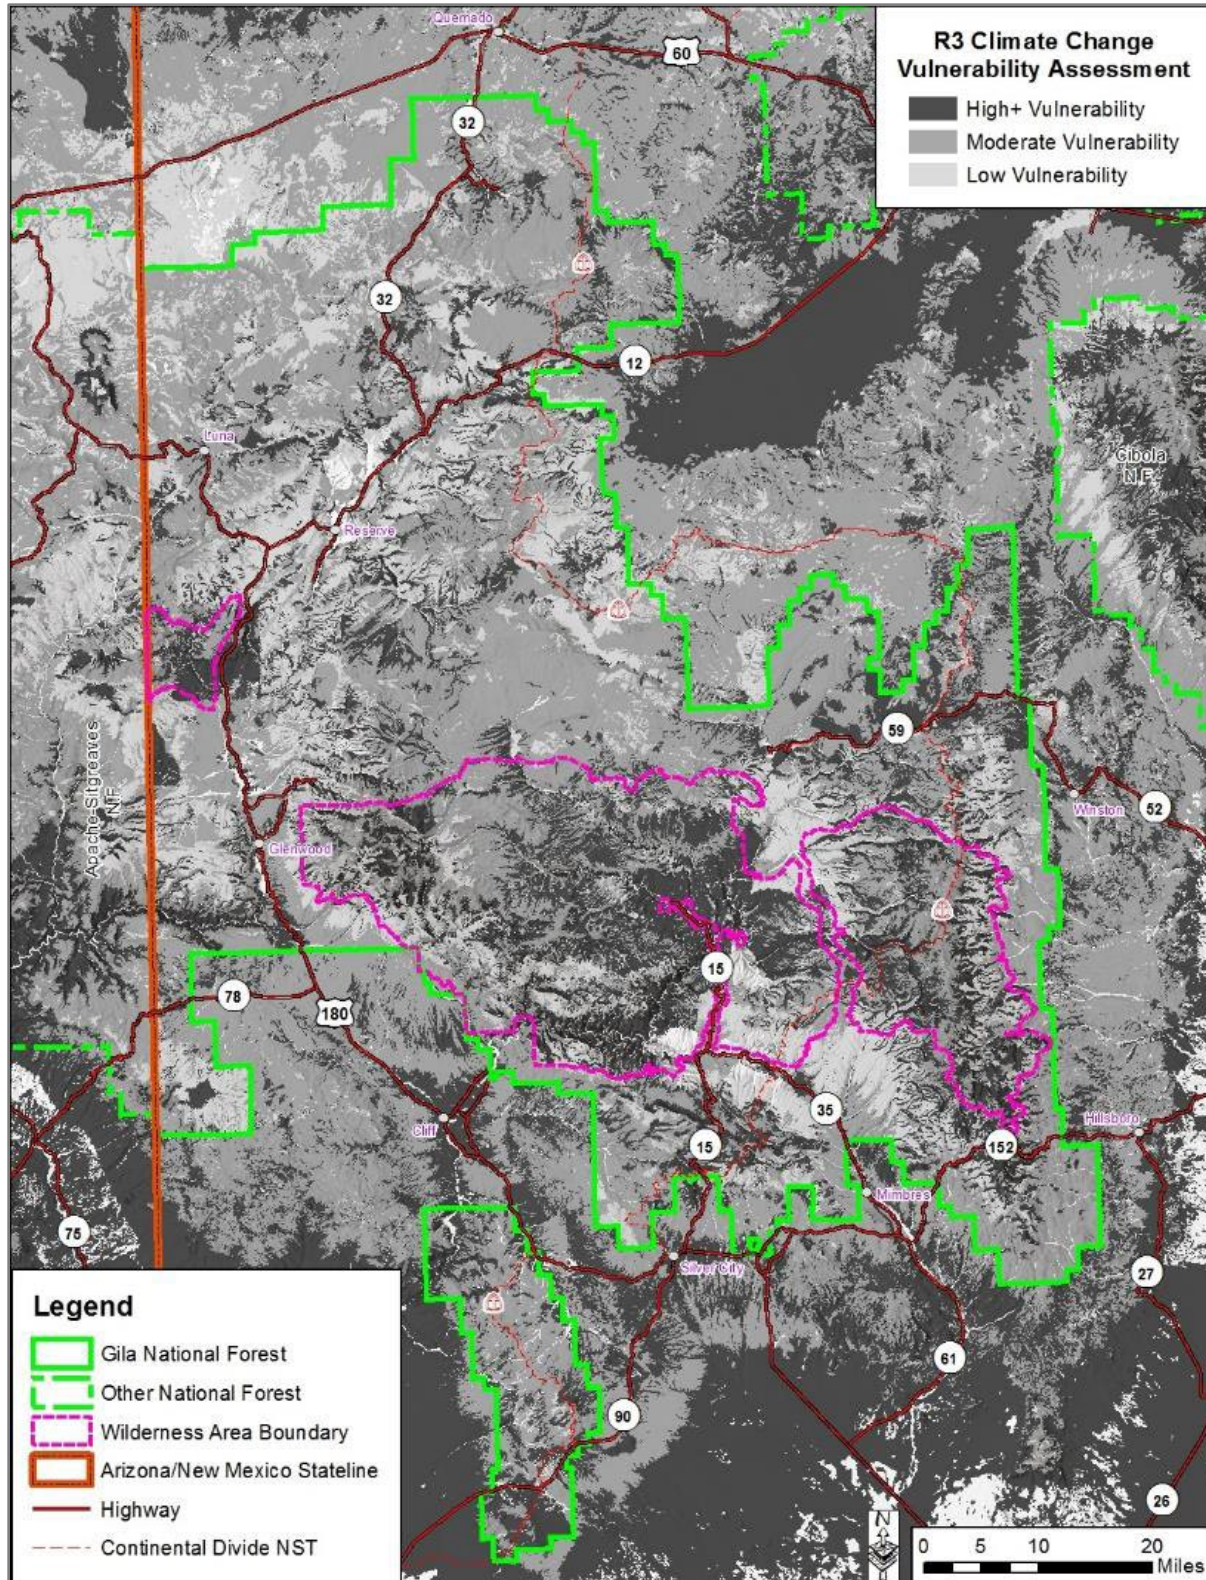 Quemado
60
R3 Climate Change
Vulnerability Assessment
High+ Vulnerability
Moderate Vulnerability
Low Vulnerability
32
32
12
Luna
Cibola
N.F.
Reserve
59
Apache-Sitgreaves
N.F.
Winston
52
Glenwood
15
78
180
35
Cliff
15
152
Hillsboro
Mimbres
75
Silver City
27
61
90
26
Legend
Gila National Forest
Other National Forest
Wilderness Area Boundary
Arizona/New Mexico Stateline
Highway
Continental Divide NST
N
0 5 10 20
Miles